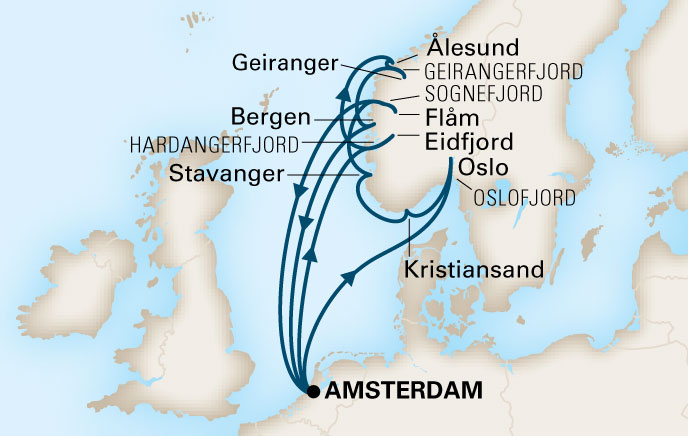 Ålesund
Geiranger
GEIRANGERFJORD
SOGNEFJORD
Bergen
Flåm
HARDANGERFJORD
Eidfjord
Stavanger
Oslo
OSLOFJORD
Kristiansand
AMSTERDAM